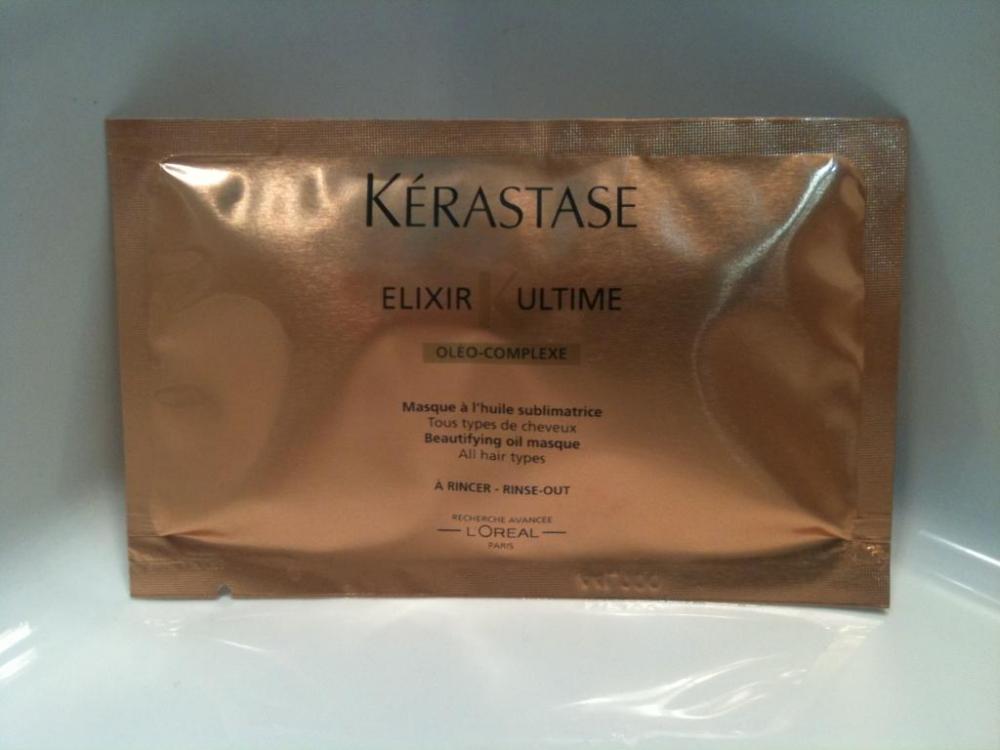 KÉRASTASE
ELIXIR K ULTIME
OLÉO-COMPLEXE
Masque à l'huile sublimatrice
Tous types de cheveux
Beautifying oil masque
All hair types
À RINCER - RINSE-OUT
RECHERCHE AVANCÉE
L'ORÉAL
PARIS